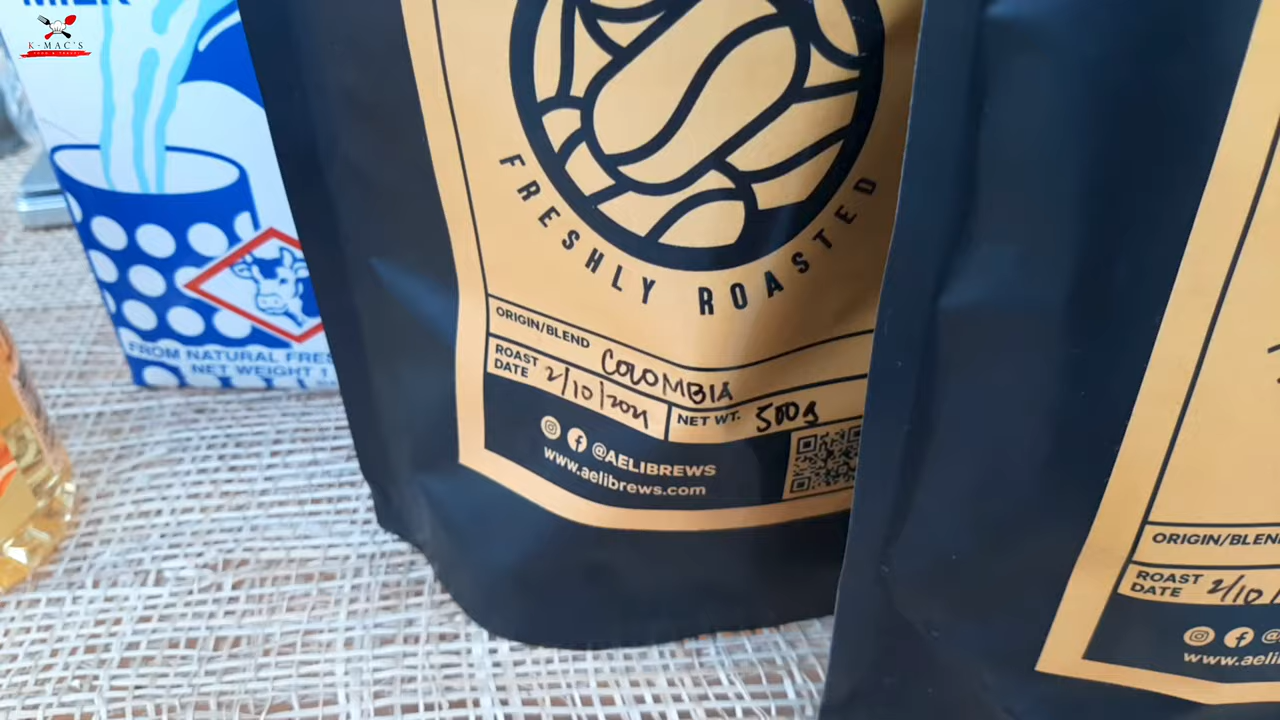 MILK
K-MAC'S
FROM NATURAL FRES
NET WEIGHT 1
FRESHLY ROASTED
ORIGIN/BLEND COLOMBIA
ROAST DATE 2/10/2021
NET WT. 500g
@AELIBREWS
www.aelibrews.com
ORIGIN/BLEN
ROAST DATE 2/10/
@
www.aeli